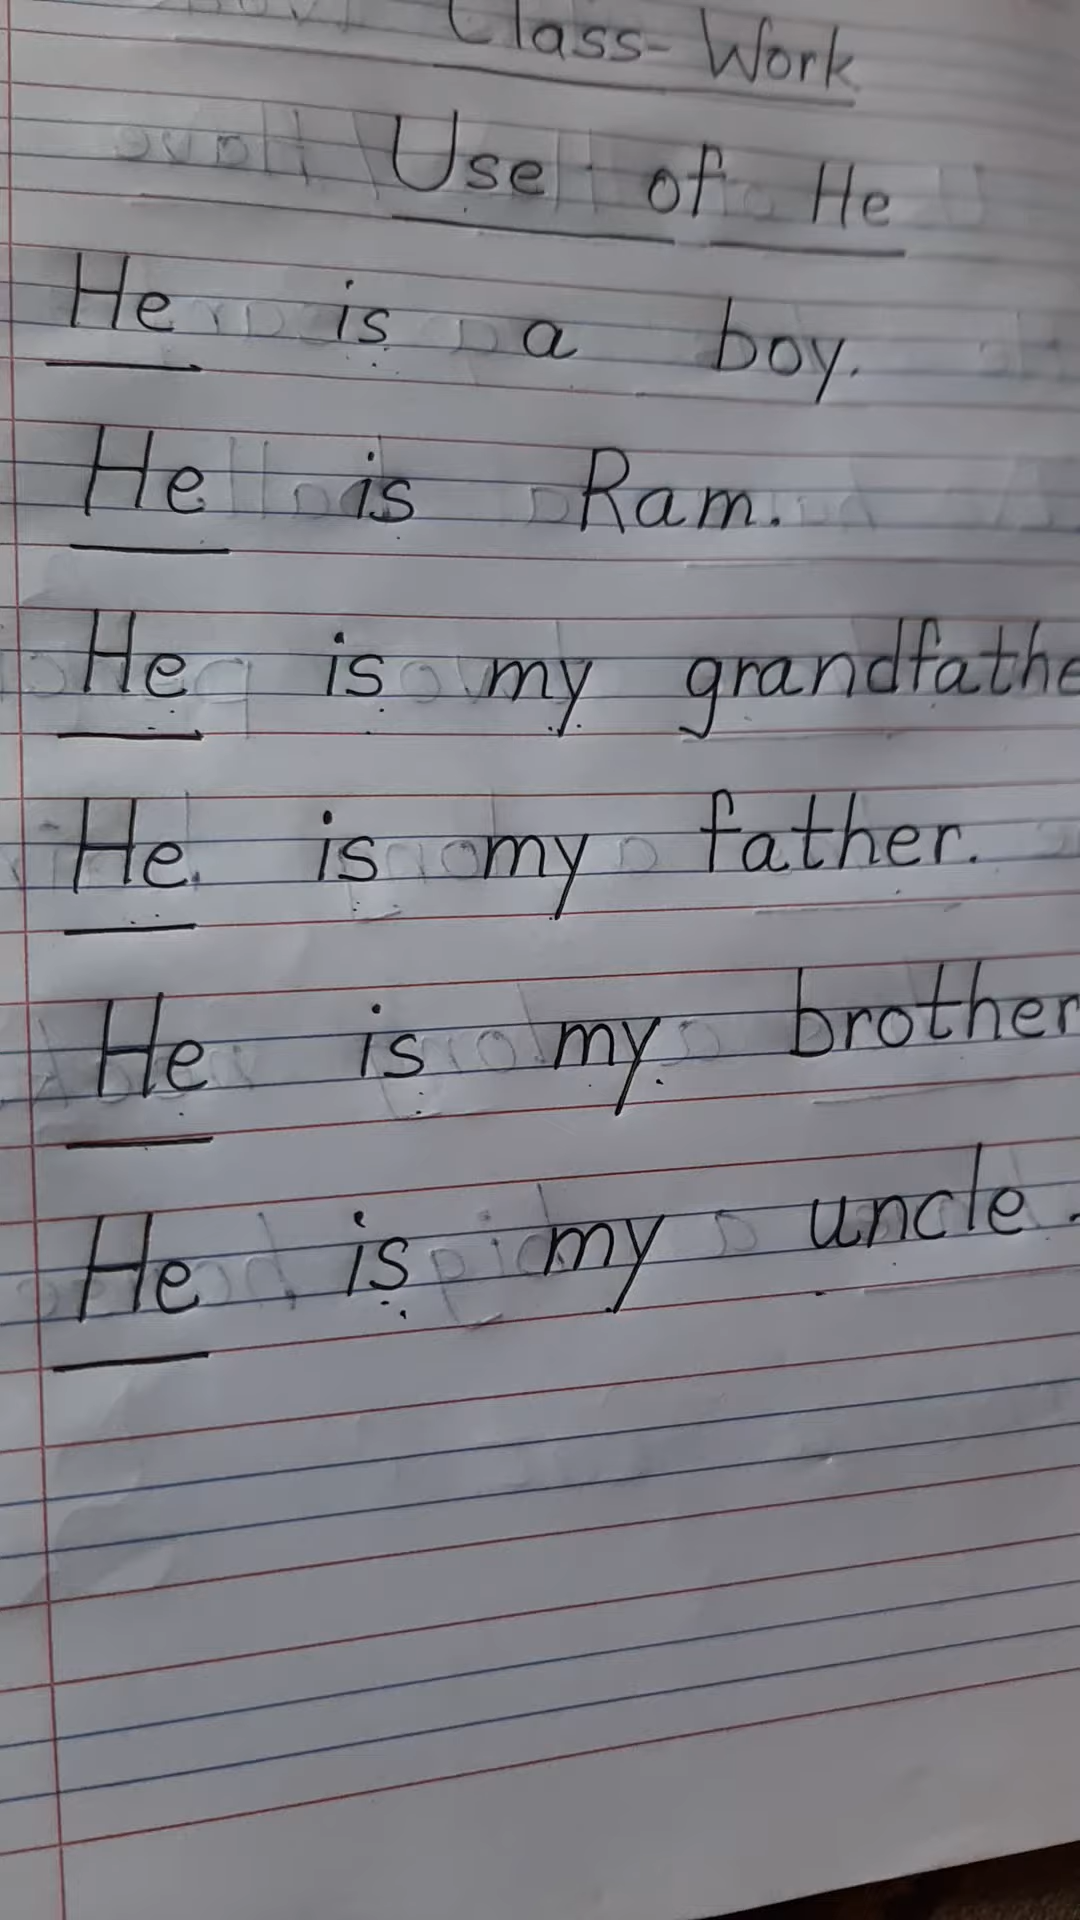 Class-Work
Use of He
He is a boy.
He is Ram.
He is my grandfathe
He is my father.
He is my brother
He is my uncle.